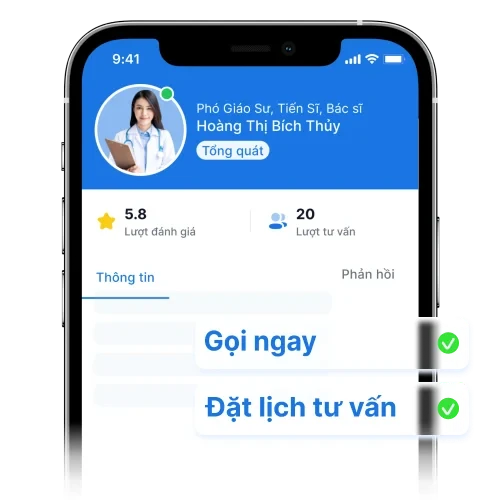 9:41
Phó Giáo Sư, Tiến Sĩ, Bác sĩ
Hoàng Thị Bích Thủy
Tổng quát
5.8
Lượt đánh giá
20
Lượt tư vấn
Thông tin
Phản hồi
Gọi ngay
Đặt lịch tư vấn